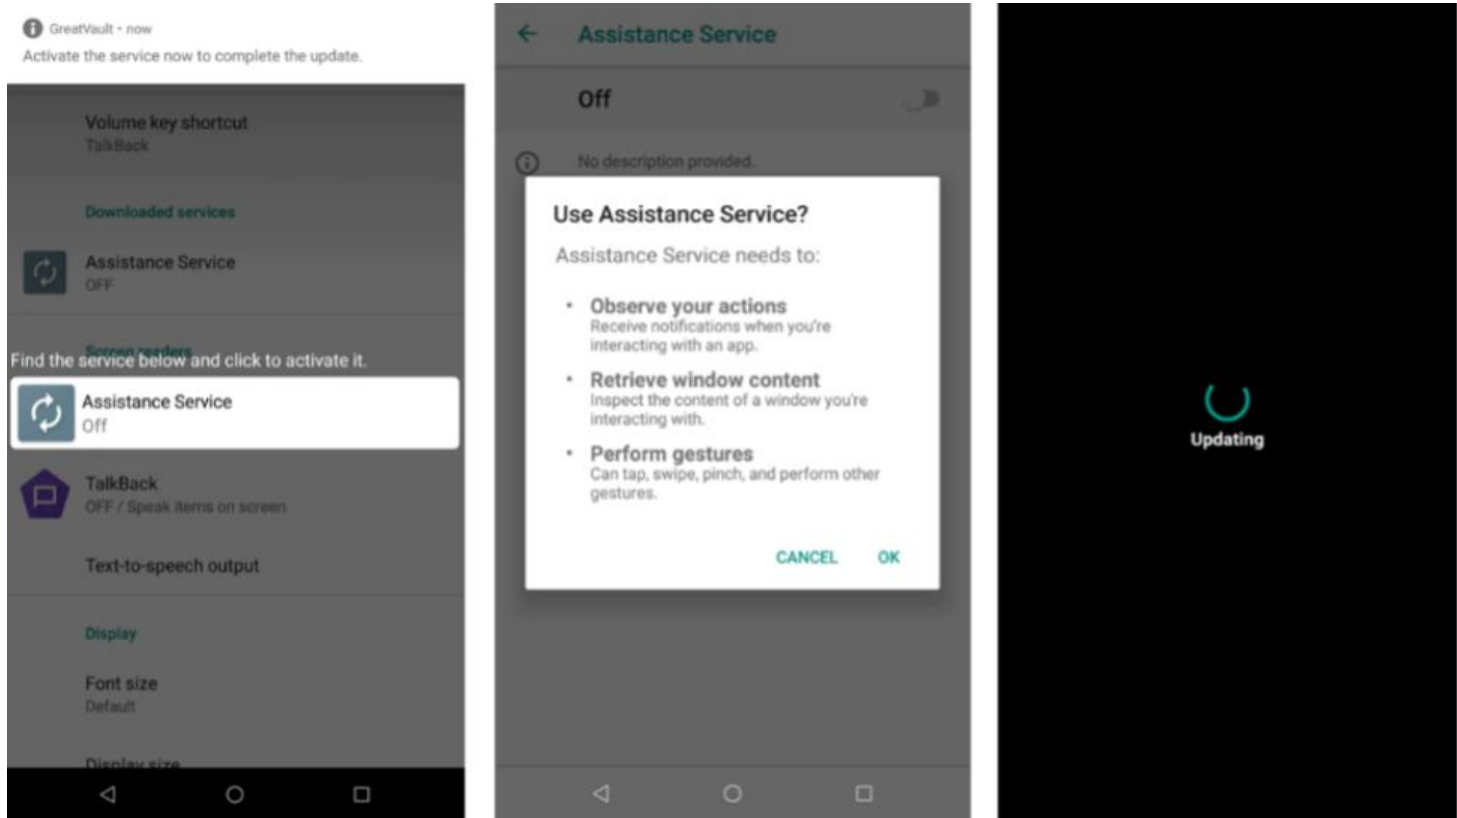 GreatVault • now
Activate the service now to complete the update.
Volume key shortcut
TalkBack
Downloaded services
Assistance Service
OFF
Screen readers
Find the service below and click to activate it.
Assistance Service
Off
TalkBack
OFF / Speak items on screen
Text-to-speech output
Display
Font size
Default
Display size
Assistance Service
Off
No description provided.
Use Assistance Service?
Assistance Service needs to:
• Observe your actions
Receive notifications when you're
interacting with an app.
• Retrieve window content
Inspect the content of a window you're
interacting with.
• Perform gestures
Can tap, swipe, pinch, and perform other
gestures.
CANCEL OK
Updating